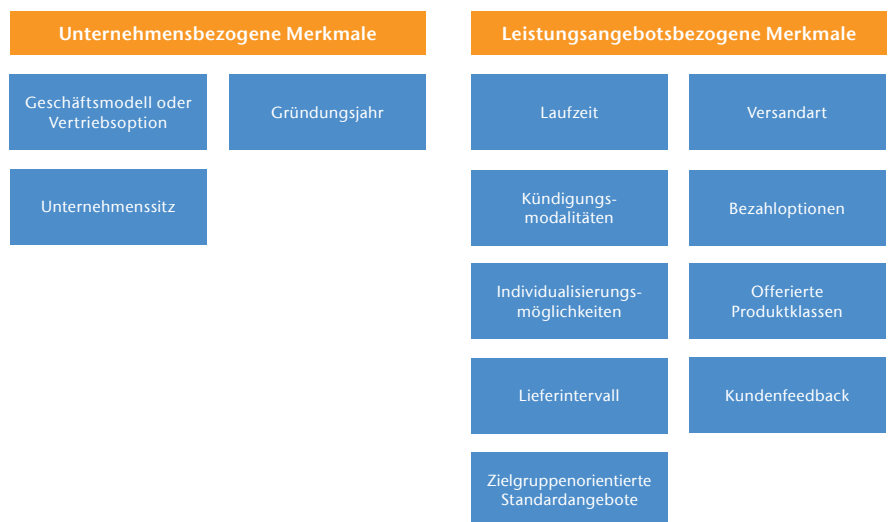 Unternehmensbezogene Merkmale
Geschäftsmodell oder
Vertriebsoption
Gründungsjahr
Unternehmenssitz
Leistungsangebotsbezogene Merkmale
Laufzeit
Versandart
Kündigungs-
modalitäten
Bezahloptionen
Individualisierungs-
möglichkeiten
Offerierte
Produktklassen
Lieferintervall
Kundenfeedback
Zielgruppenorientierte
Standardangebote